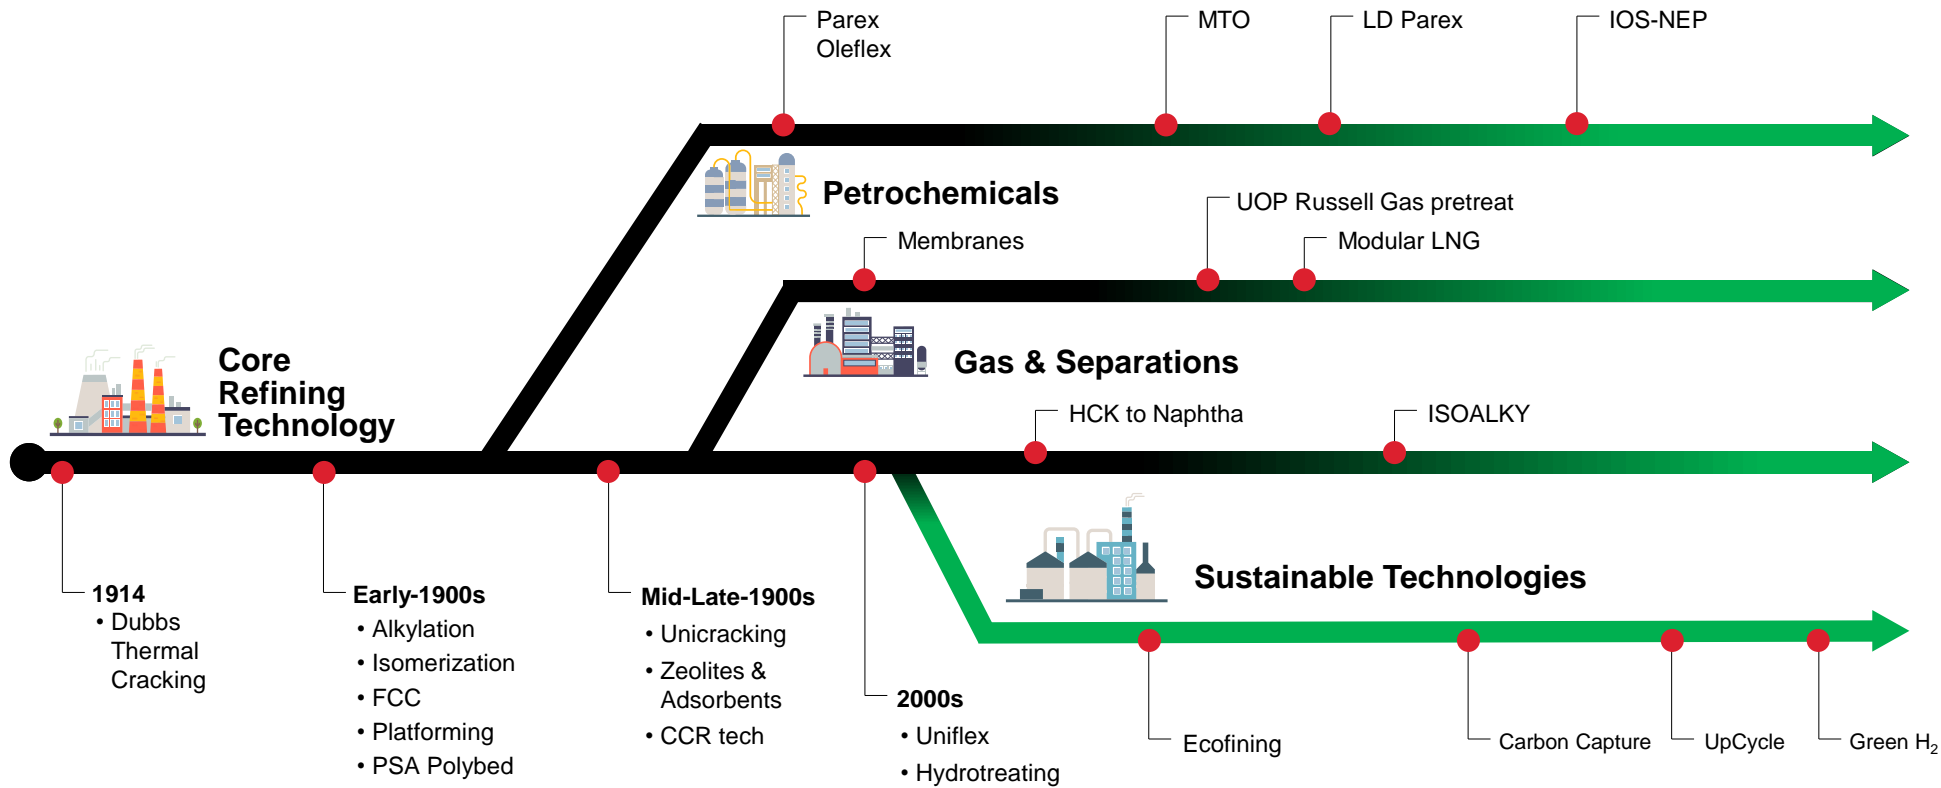 Parex
Oleflex
MTO
LD Parex
IOS-NEP
Petrochemicals
UOP Russell Gas pretreat
Membranes
Modular LNG
Gas & Separations
Core
Refining
Technology
HCK to Naphtha
ISOALKY
Sustainable Technologies
1914
• Dubbs
Thermal
Cracking
Early-1900s
• Alkylation
• Isomerization
• FCC
• Platforming
• PSA Polybed
Mid-Late-1900s
• Unicracking
• Zeolites &
Adsorbents
• CCR tech
2000s
• Uniflex
• Hydrotreating
Ecofining
Carbon Capture
UpCycle
Green H₂